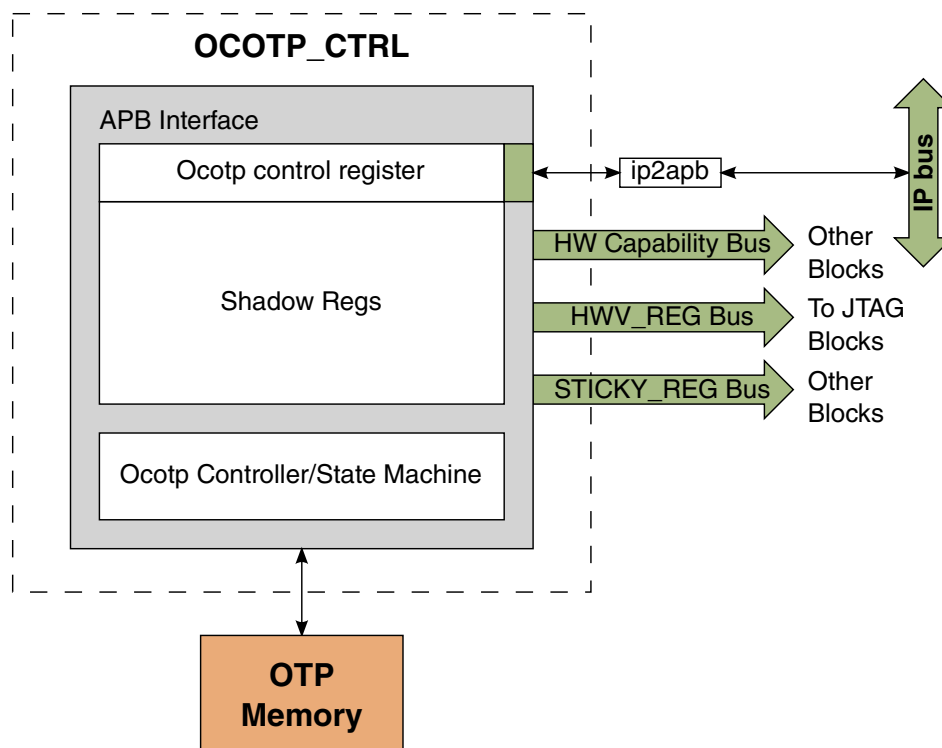 OCOTP_CTRL
APB Interface
Ocotp control register
ip2apb
IP bus
HW Capability Bus
Other
Blocks
Shadow Regs
HWV_REG Bus
To JTAG
Blocks
STICKY_REG Bus
Other
Blocks
Ocotp Controller/State Machine
OTP
Memory